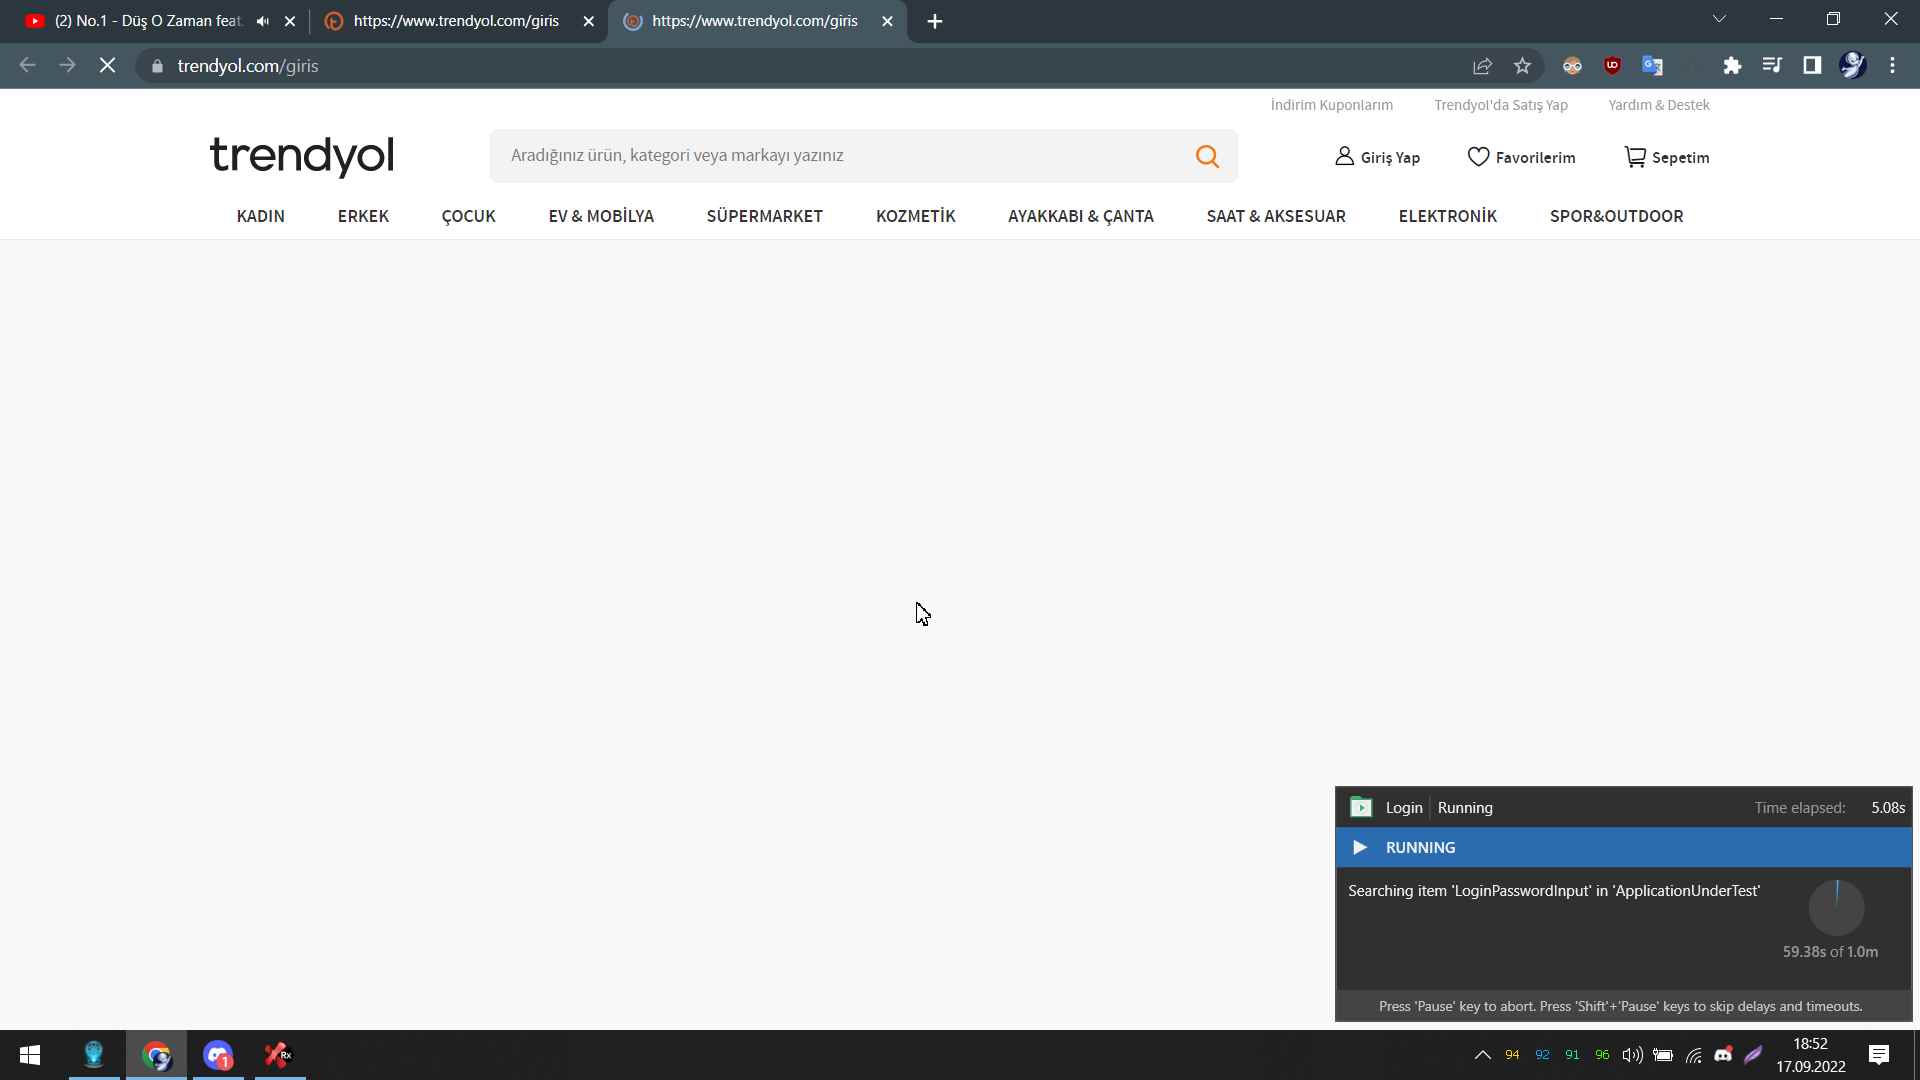 (2) No.1 - Düş O Zaman feat.
https://www.trendyol.com/giris
https://www.trendyol.com/giris
trendyol.com/giris
İndirim Kuponlarım
Trendyol'da Satış Yap
Yardım & Destek
trendyol
Aradığınız ürün, kategori veya markayı yazınız
Giriş Yap
Favorilerim
Sepetim
KADIN
ERKEK
ÇOCUK
EV & MOBİLYA
SÜPERMARKET
KOZMETİK
AYAKKABI & ÇANTA
SAAT & AKSESUAR
ELEKTRONİK
SPOR&OUTDOOR
Login
Running
Time elapsed: 5.08s
RUNNING
Searching item 'LoginPasswordInput' in 'ApplicationUnderTest'
59.38s of 1.0m
Press 'Pause' key to abort. Press 'Shift'+'Pause' keys to skip delays and timeouts.
1
Rx
94
92
91
96
18:52
17.09.2022